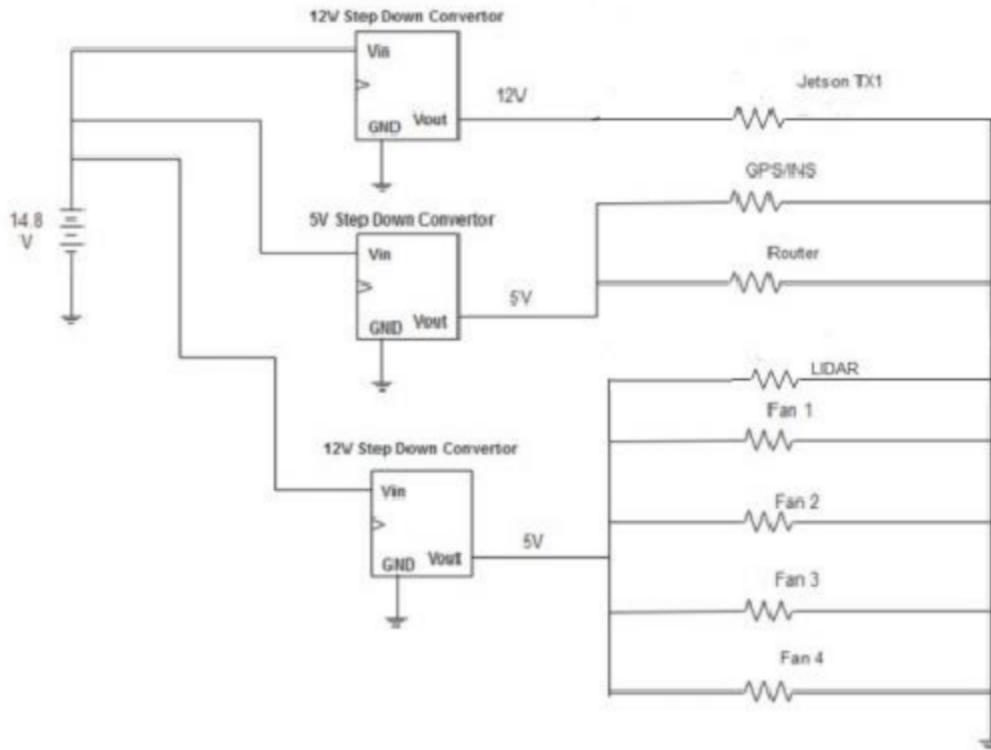 12V Step Down Convertor
Vin
GND
Vout
12V
Jetson TX1
GPS/INS
14.8
V
5V Step Down Convertor
Vin
GND
Vout
5V
Router
LIDAR
Fan 1
12V Step Down Convertor
Vin
GND
Vout
5V
Fan 2
Fan 3
Fan 4